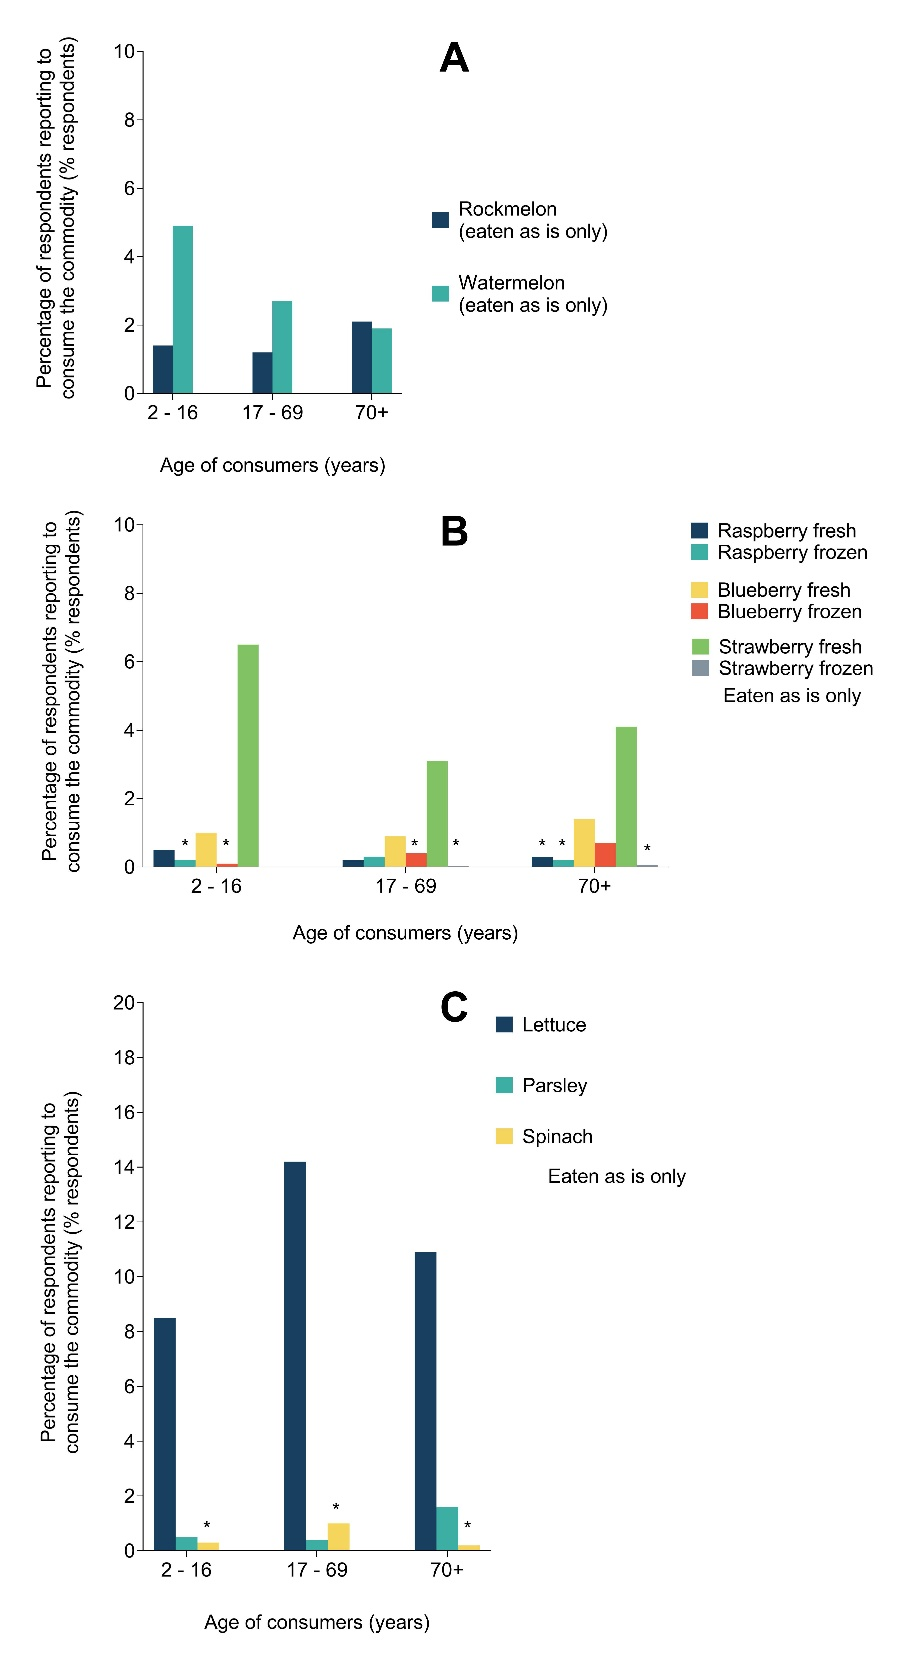 A
Percentage of respondents reporting to
consume the commodity (% respondents)
10
8
6
4
2
0
2 - 16
17 - 69
70+
Age of consumers (years)
Rockmelon
(eaten as is only)
Watermelon
(eaten as is only)
B
Percentage of respondents reporting to
consume the commodity (% respondents)
10
8
6
4
2
0
* * * * * * *
2 - 16
17 - 69
70+
Age of consumers (years)
Raspberry fresh
Raspberry frozen
Blueberry fresh
Blueberry frozen
Strawberry fresh
Strawberry frozen
Eaten as is only
C
Percentage of respondents reporting to
consume the commodity (% respondents)
20
18
16
14
12
10
8
6
4
2
0
* * *
2 - 16
17 - 69
70+
Age of consumers (years)
Lettuce
Parsley
Spinach
Eaten as is only